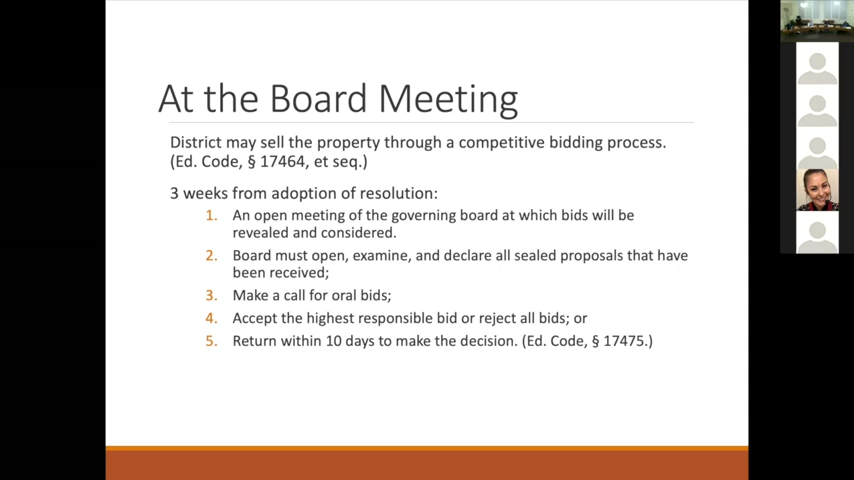 At the Board Meeting
District may sell the property through a competitive bidding process.
(Ed. Code, § 17464, et seq.)
3 weeks from adoption of resolution:
1. An open meeting of the governing board at which bids will be
revealed and considered.
2. Board must open, examine, and declare all sealed proposals that have
been received;
3. Make a call for oral bids;
4. Accept the highest responsible bid or reject all bids; or
5. Return within 10 days to make the decision. (Ed. Code, § 17475.)